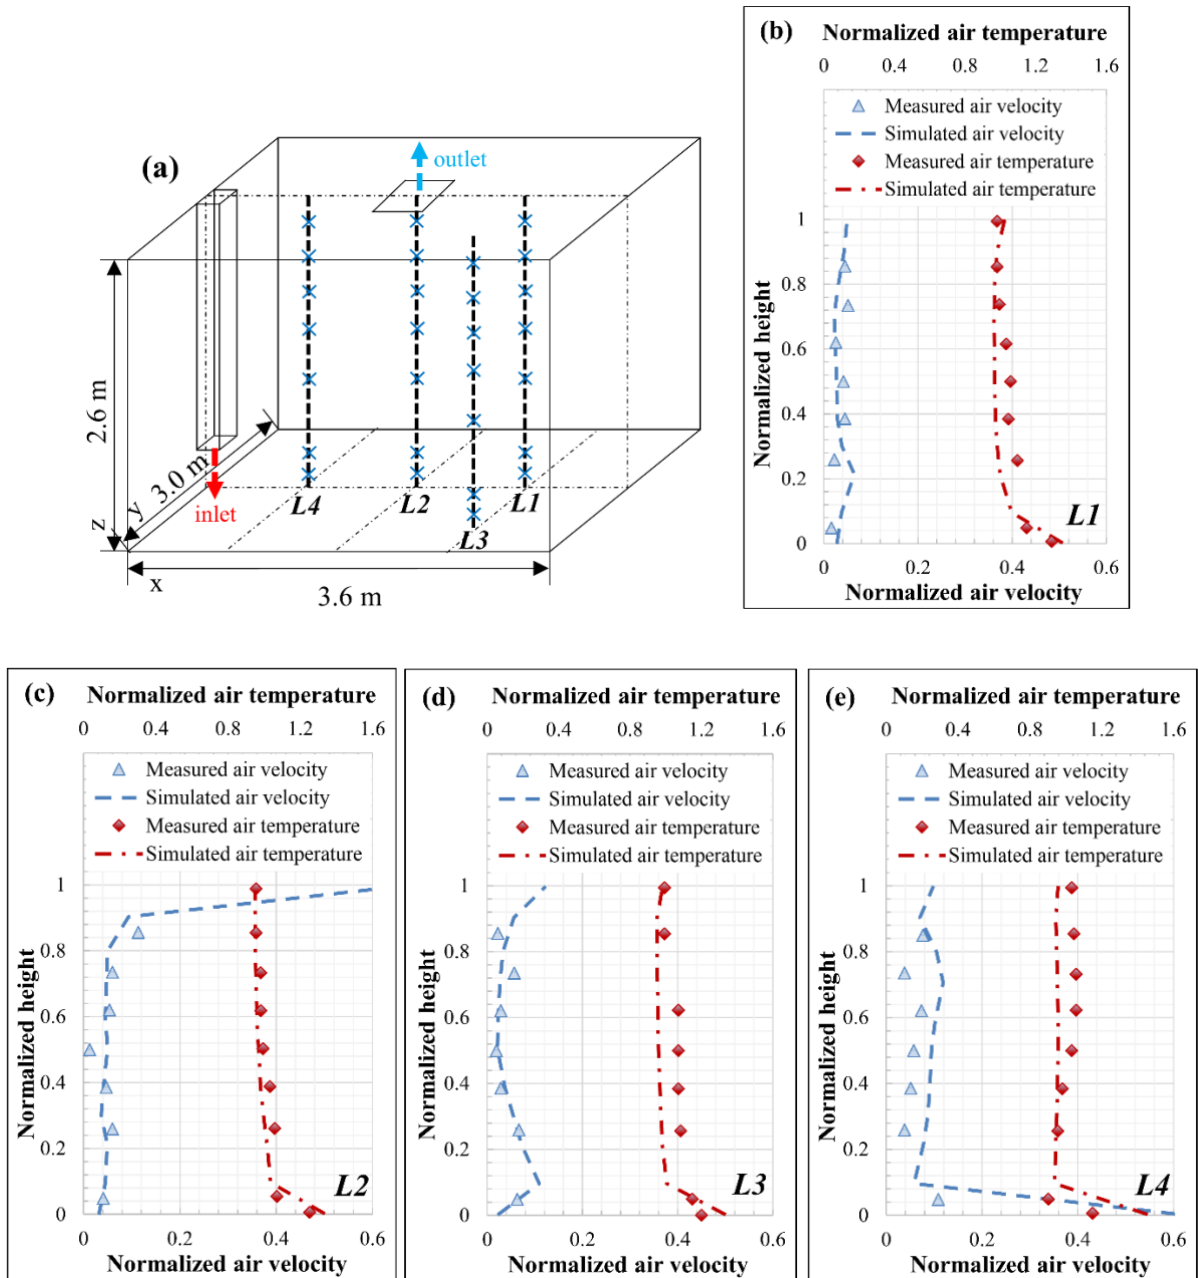 (a)
outlet
inlet
2.6 m
3.0 m
3.6 m
x
y
z
L4
L2
L3
L1
(b)
Normalized air temperature
0 0.4 0.8 1.2 1.6
Measured air velocity
Simulated air velocity
Measured air temperature
Simulated air temperature
Normalized height
1
0.8
0.6
0.4
0.2
0
L1
0 0.2 0.4 0.6
Normalized air velocity
(c)
Normalized air temperature
0 0.4 0.8 1.2 1.6
Measured air velocity
Simulated air velocity
Measured air temperature
Simulated air temperature
Normalized height
1
0.8
0.6
0.4
0.2
0
L2
0 0.2 0.4 0.6
Normalized air velocity
(d)
Normalized air temperature
0 0.4 0.8 1.2 1.6
Measured air velocity
Simulated air velocity
Measured air temperature
Simulated air temperature
Normalized height
1
0.8
0.6
0.4
0.2
0
L3
0 0.2 0.4 0.6
Normalized air velocity
(e)
Normalized air temperature
0 0.4 0.8 1.2 1.6
Measured air velocity
Simulated air velocity
Measured air temperature
Simulated air temperature
Normalized height
1
0.8
0.6
0.4
0.2
0
L4
0 0.2 0.4 0.6
Normalized air velocity